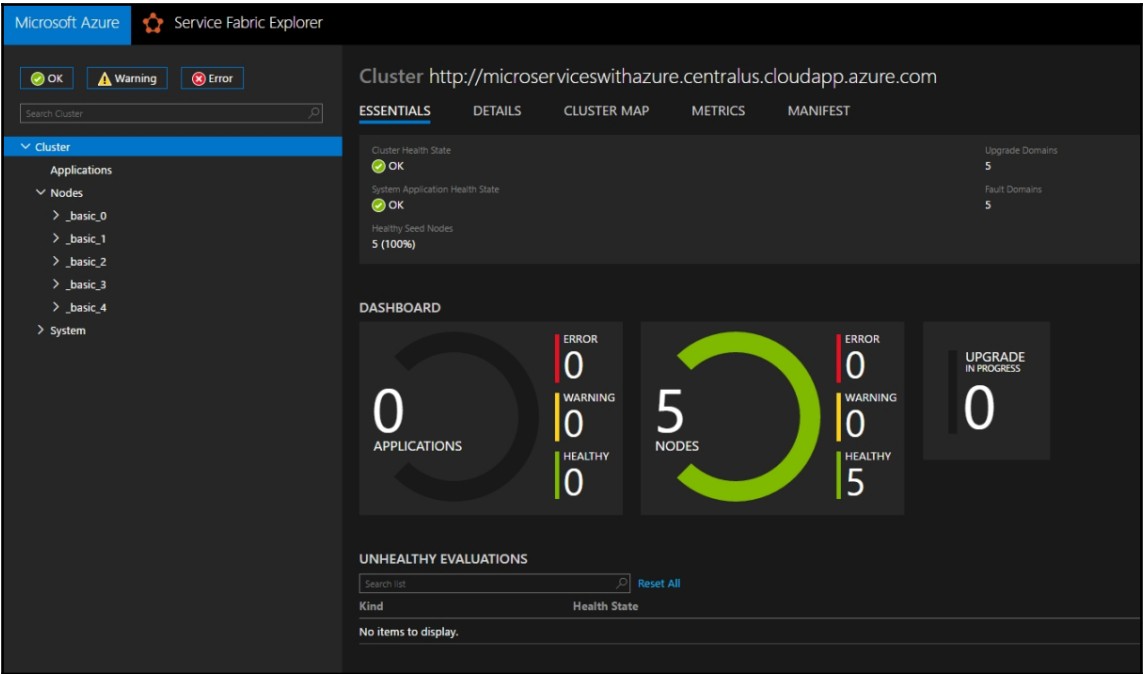 Microsoft Azure Service Fabric Explorer
OK Warning Error
Search Cluster
Cluster
Applications
Nodes
_basic_0
_basic_1
_basic_2
_basic_3
_basic_4
System
Cluster http://microserviceswithazure.centralus.cloudapp.azure.com
ESSENTIALS DETAILS CLUSTER MAP METRICS MANIFEST
Cluster Health State
OK
System Application Health State
OK
Healthy Seed Nodes
5 (100%)
Upgrade Domains
5
Fault Domains
5
DASHBOARD
0
APPLICATIONS
ERROR
0
WARNING
0
HEALTHY
0
5
NODES
ERROR
0
WARNING
0
HEALTHY
5
UPGRADE
IN PROGRESS
0
UNHEALTHY EVALUATIONS
Search list Reset All
Kind Health State
No items to display.